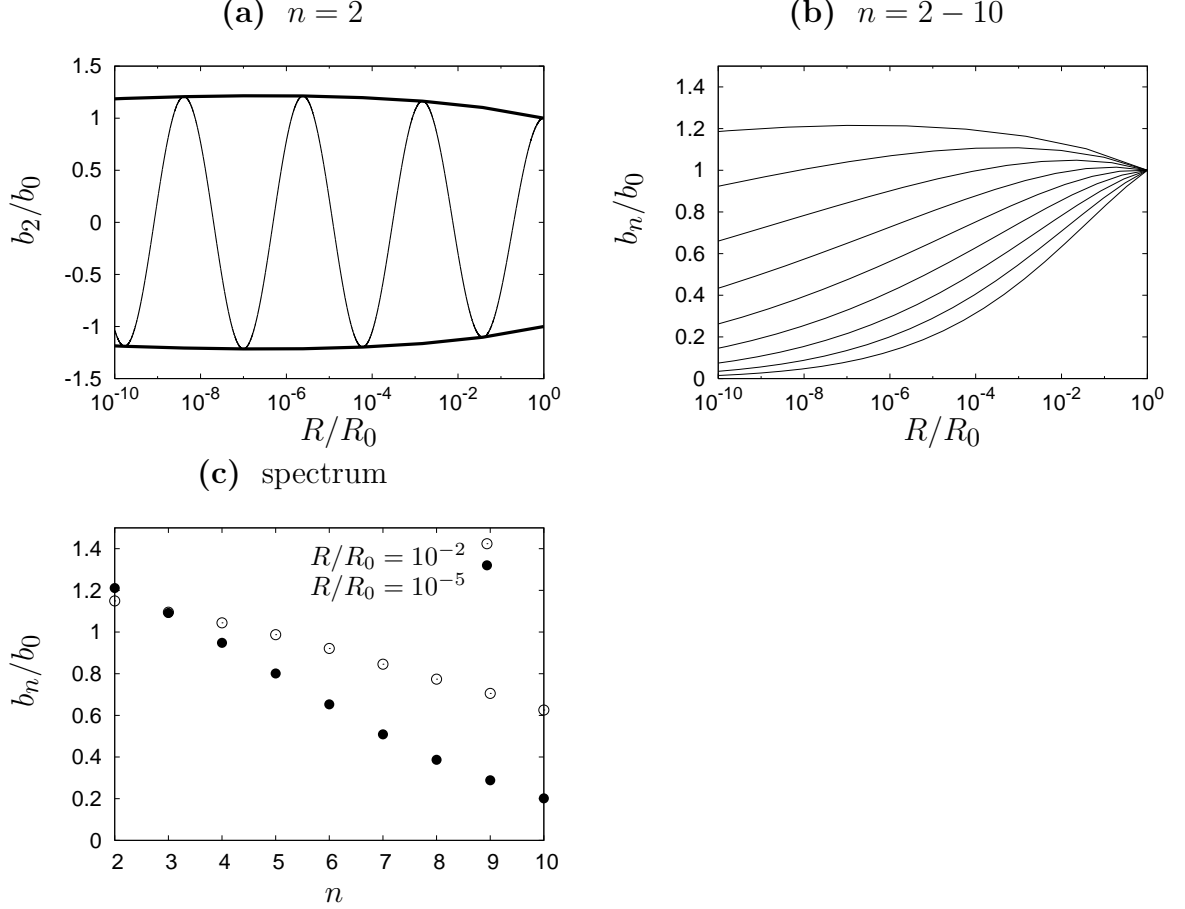 (a) n = 2
1.5
1
0.5
0
-0.5
-1
-1.5
b₂/b₀
10⁻¹⁰ 10⁻⁸ 10⁻⁶ 10⁻⁴ 10⁻² 10⁰
R/R₀
(b) n = 2 − 10
1.4
1.2
1
0.8
0.6
0.4
0.2
0
bₙ/b₀
10⁻¹⁰ 10⁻⁸ 10⁻⁶ 10⁻⁴ 10⁻² 10⁰
R/R₀
(c) spectrum
1.4
1.2
1
0.8
0.6
0.4
0.2
0
bₙ/b₀
R/R₀ = 10⁻²
R/R₀ = 10⁻⁵
2 3 4 5 6 7 8 9 10
n